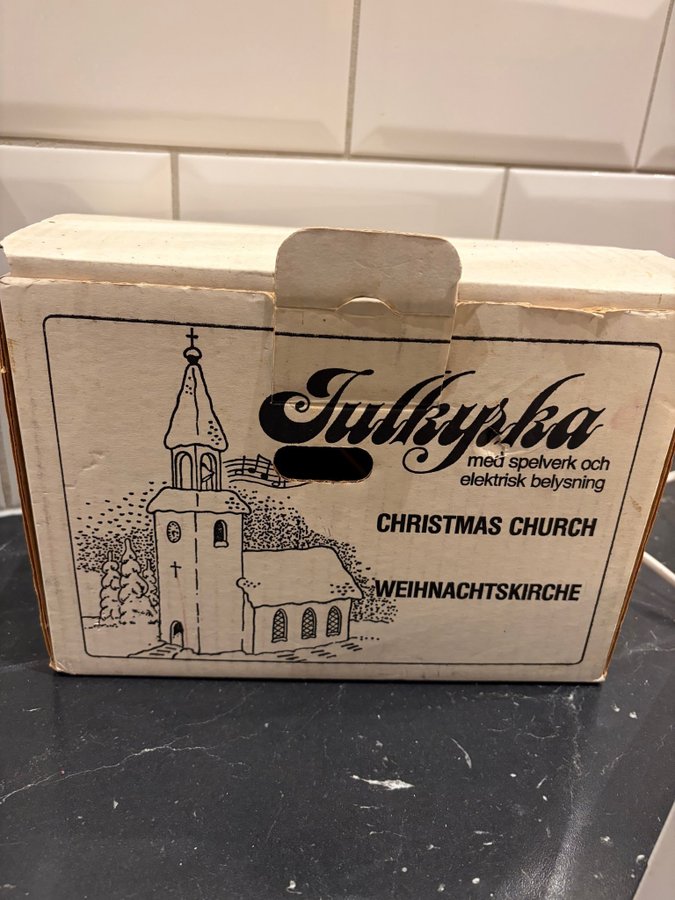 Julkyrka
med spelverk och
elektrisk belysning
CHRISTMAS CHURCH
WEIHNACHTSKIRCHE